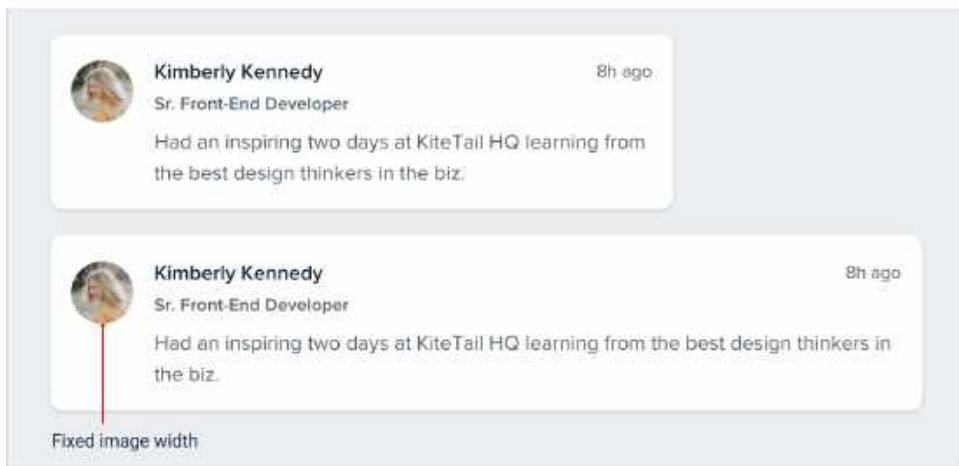 Kimberly Kennedy 8h ago
Sr. Front-End Developer
Had an inspiring two days at KiteTail HQ learning from
the best design thinkers in the biz.
Kimberly Kennedy 8h ago
Sr. Front-End Developer
Had an inspiring two days at KiteTail HQ learning from the best design thinkers in
the biz.
Fixed image width